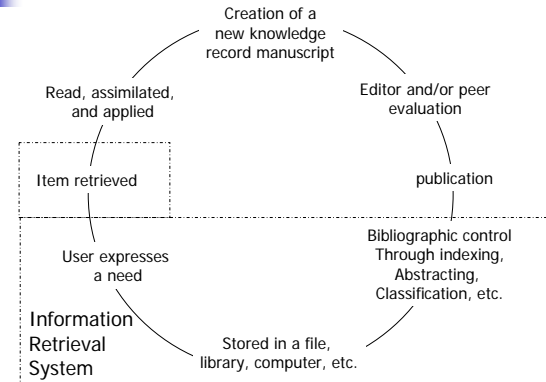 Creation of a
new knowledge
record manuscript
Editor and/or peer
evaluation
publication
Bibliographic control
Through indexing,
Abstracting,
Classification, etc.
Stored in a file,
library, computer, etc.
User expresses
a need
Item retrieved
Read, assimilated,
and applied
Information
Retrieval
System